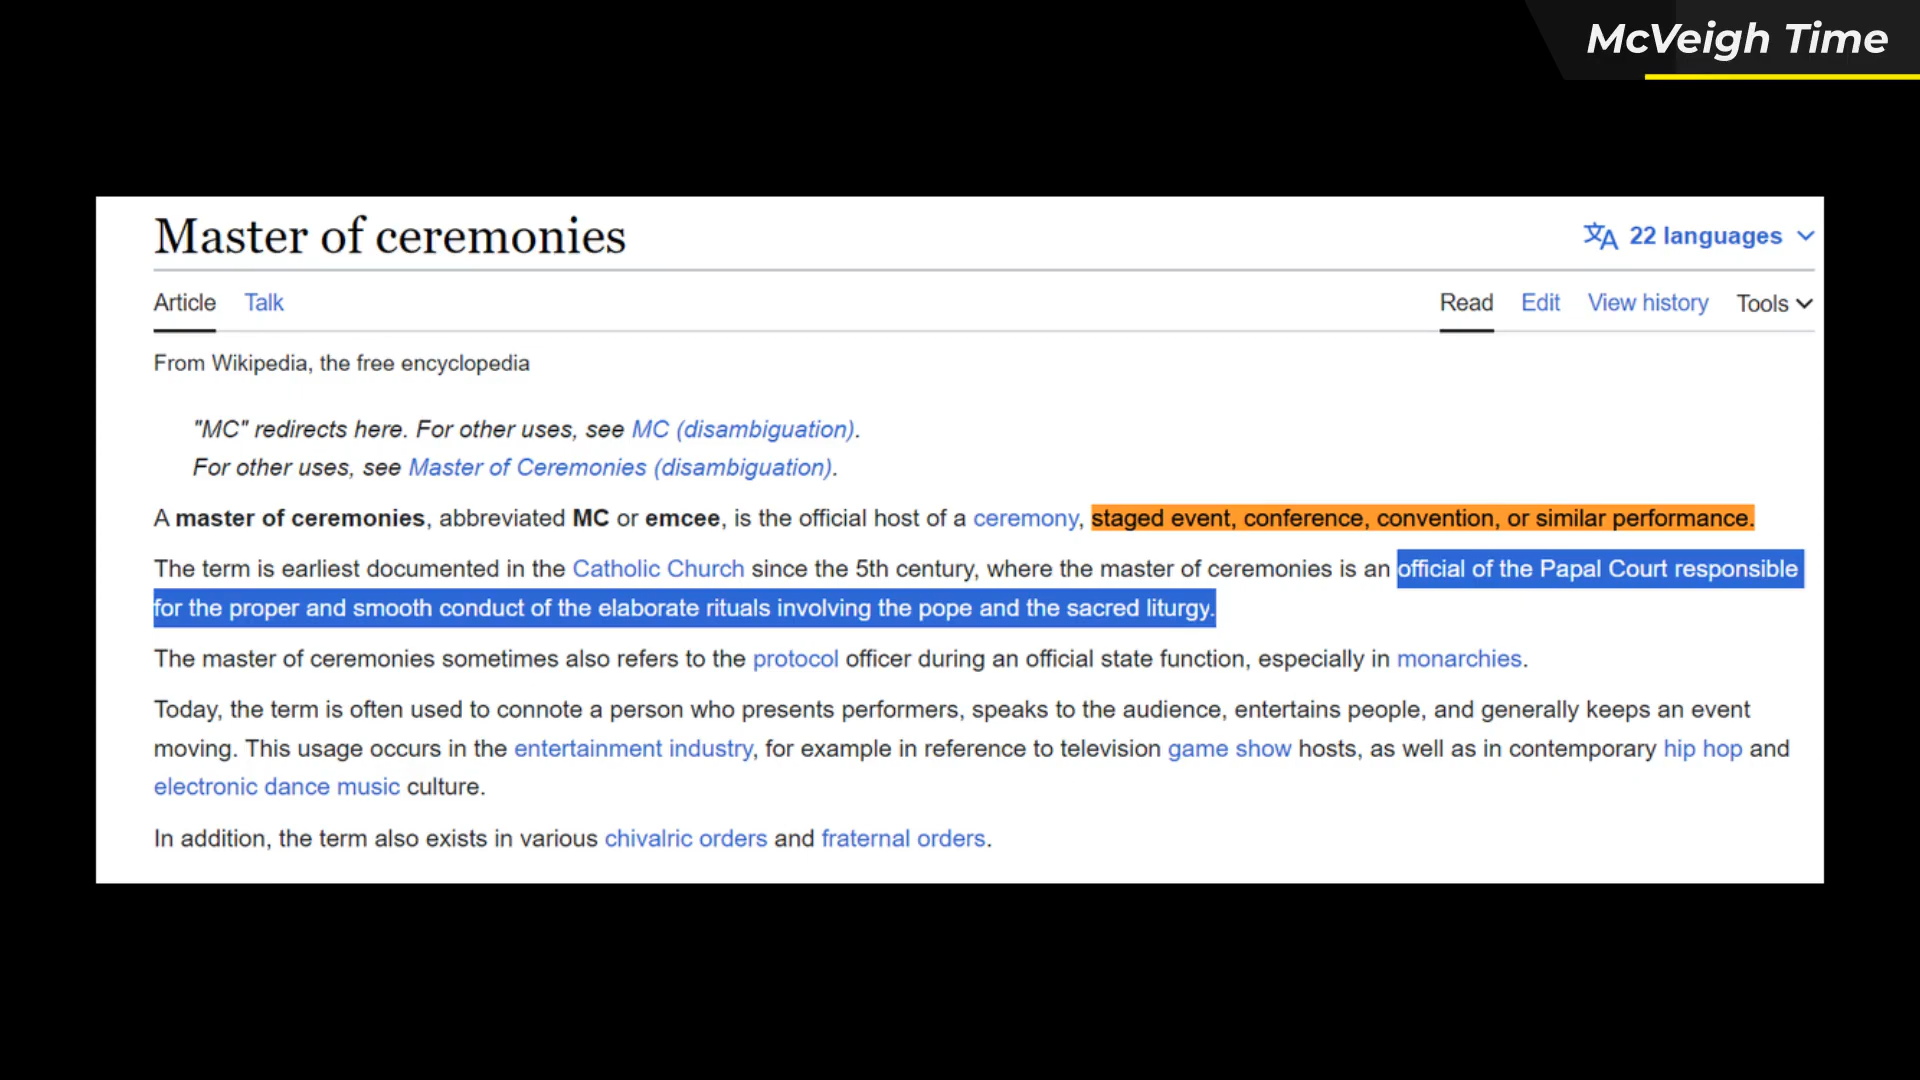 McVeigh Time
Master of ceremonies
文A 22 languages
Article Talk
Read Edit View history Tools
From Wikipedia, the free encyclopedia
"MC" redirects here. For other uses, see MC (disambiguation).
For other uses, see Master of Ceremonies (disambiguation).
A master of ceremonies, abbreviated MC or emcee, is the official host of a ceremony, staged event, conference, convention, or similar performance.
The term is earliest documented in the Catholic Church since the 5th century, where the master of ceremonies is an official of the Papal Court responsible
for the proper and smooth conduct of the elaborate rituals involving the pope and the sacred liturgy.
The master of ceremonies sometimes also refers to the protocol officer during an official state function, especially in monarchies.
Today, the term is often used to connote a person who presents performers, speaks to the audience, entertains people, and generally keeps an event
moving. This usage occurs in the entertainment industry, for example in reference to television game show hosts, as well as in contemporary hip hop and
electronic dance music culture.
In addition, the term also exists in various chivalric orders and fraternal orders.